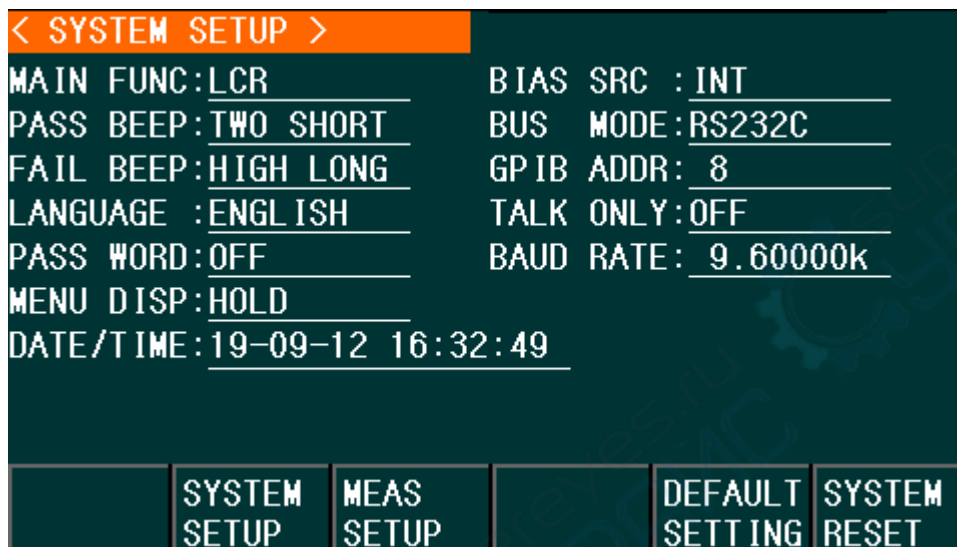 < SYSTEM SETUP >
MAIN FUNC:LCR
BIAS SRC :INT
PASS BEEP:TWO SHORT
BUS MODE:RS232C
FAIL BEEP:HIGH LONG
GPIB ADDR: 8
LANGUAGE :ENGLISH
TALK ONLY:OFF
PASS WORD:OFF
BAUD RATE: 9.60000k
MENU DISP:HOLD
DATE/TIME:19-09-12 16:32:49
SYSTEM SETUP
MEAS SETUP
DEFAULT SETTING
SYSTEM RESET